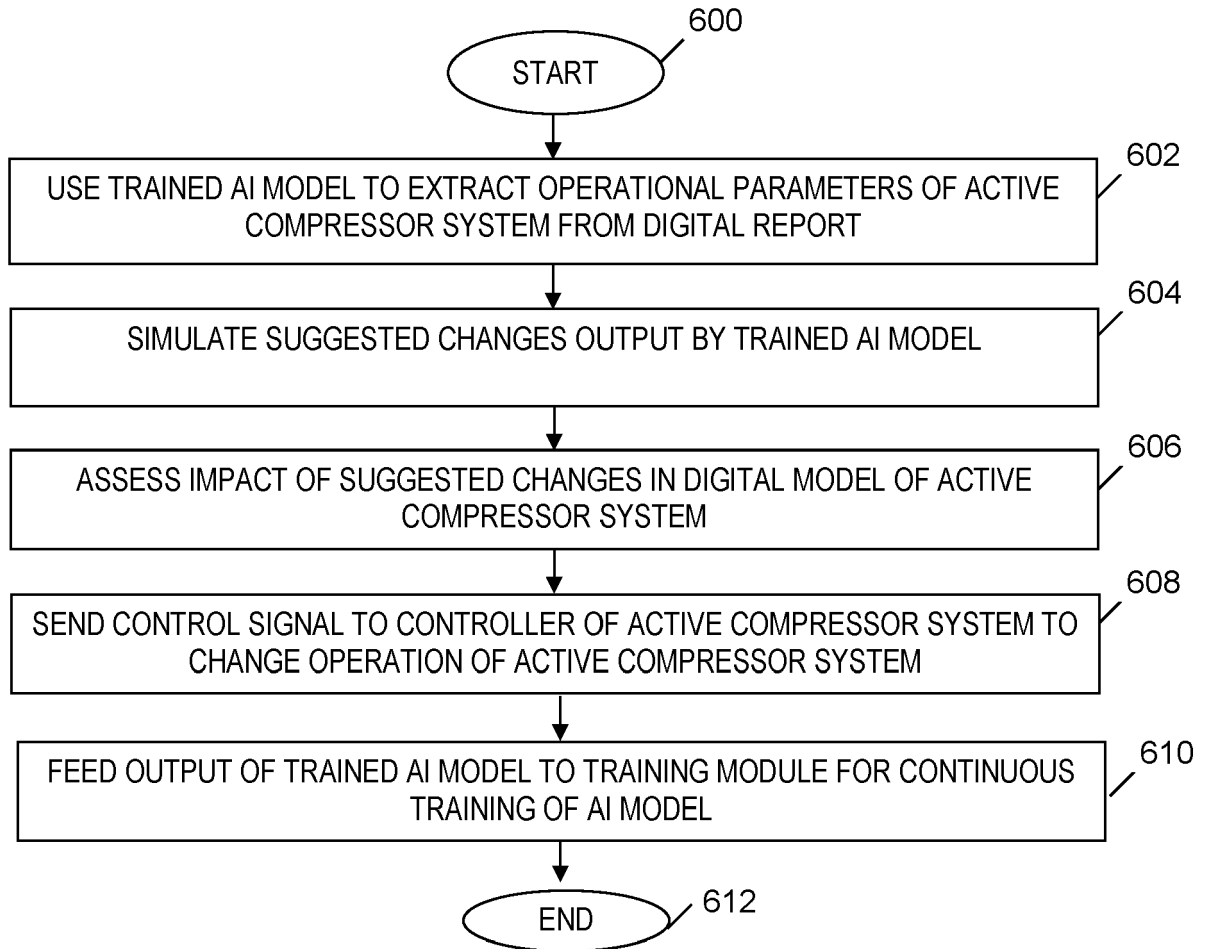 600
START
602
USE TRAINED AI MODEL TO EXTRACT OPERATIONAL PARAMETERS OF ACTIVE
COMPRESSOR SYSTEM FROM DIGITAL REPORT
604
SIMULATE SUGGESTED CHANGES OUTPUT BY TRAINED AI MODEL
606
ASSESS IMPACT OF SUGGESTED CHANGES IN DIGITAL MODEL OF ACTIVE
COMPRESSOR SYSTEM
608
SEND CONTROL SIGNAL TO CONTROLLER OF ACTIVE COMPRESSOR SYSTEM TO
CHANGE OPERATION OF ACTIVE COMPRESSOR SYSTEM
610
FEED OUTPUT OF TRAINED AI MODEL TO TRAINING MODULE FOR CONTINUOUS
TRAINING OF AI MODEL
612
END